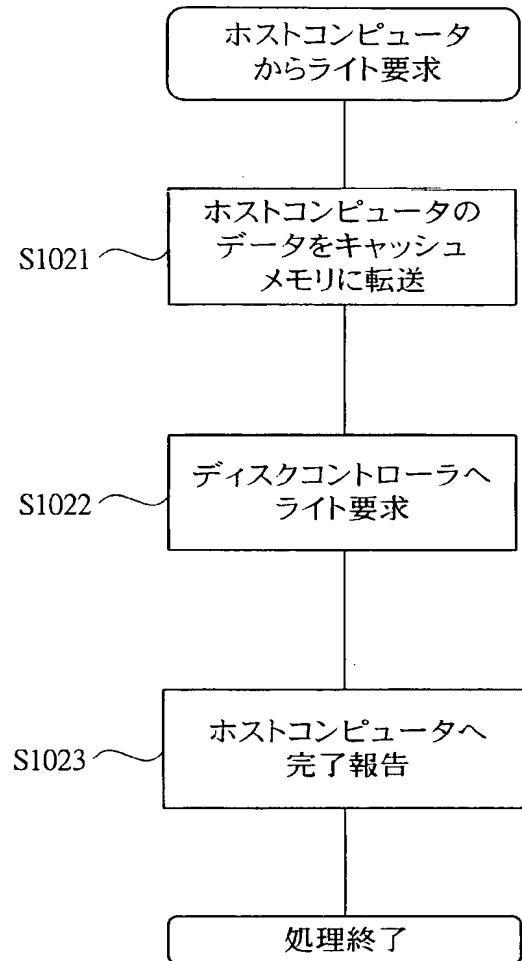 ホストコンピュータ
からライト要求
S1021
ホストコンピュータの
データをキャッシュ
メモリに転送
S1022
ディスクコントローラへ
ライト要求
S1023
ホストコンピュータへ
完了報告
処理終了